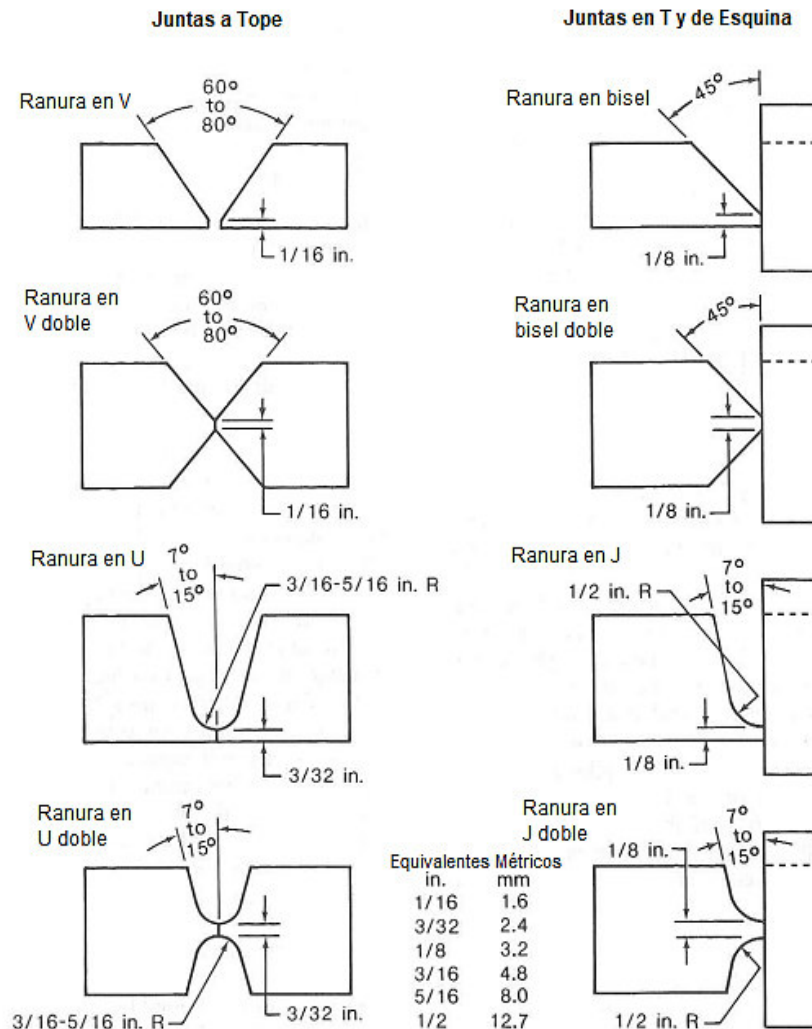 Juntas a Tope
Juntas en T y de Esquina
Ranura en V
60°
to
80°
1/16 in.
Ranura en bisel
45°
1/8 in.
Ranura en
V doble
60°
to
80°
1/16 in.
Ranura en
bisel doble
45°
1/8 in.
Ranura en U
7°
to
15°
3/16-5/16 in. R
3/32 in.
Ranura en J
7°
to
15°
1/2 in. R
1/8 in.
Ranura en
U doble
7°
to
15°
3/16-5/16 in. R
3/32 in.
Equivalentes Métricos
in. mm
1/16 1.6
3/32 2.4
1/8 3.2
3/16 4.8
5/16 8.0
1/2 12.7
Ranura en
J doble
7°
to
15°
1/8 in.
1/2 in. R